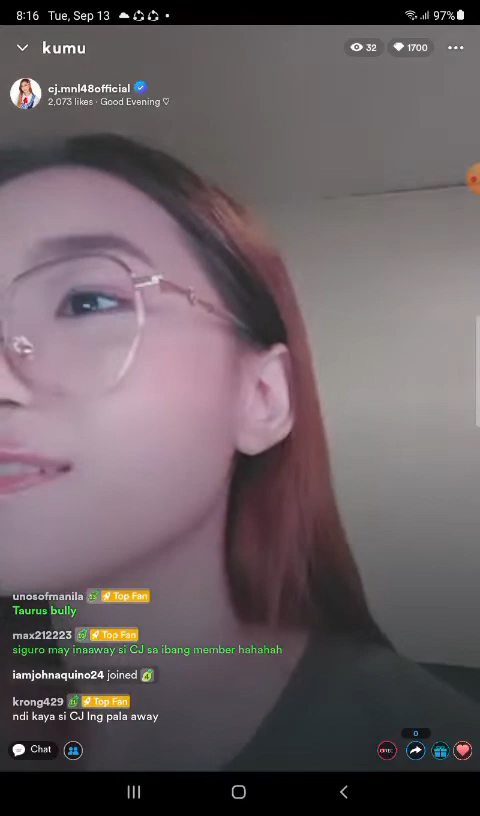 8:16 Tue, Sep 13 97%
kumu 32 1700
cj.mnl48official
2,073 likes · Good Evening ♡
unosofmanila Top Fan
Taurus bully
max212223 Top Fan
siguro may inaaway si CJ sa ibang member hahahah
iamjohnaquino24 joined
krong429 Top Fan
ndi kaya si CJ lng pala away
0
Chat